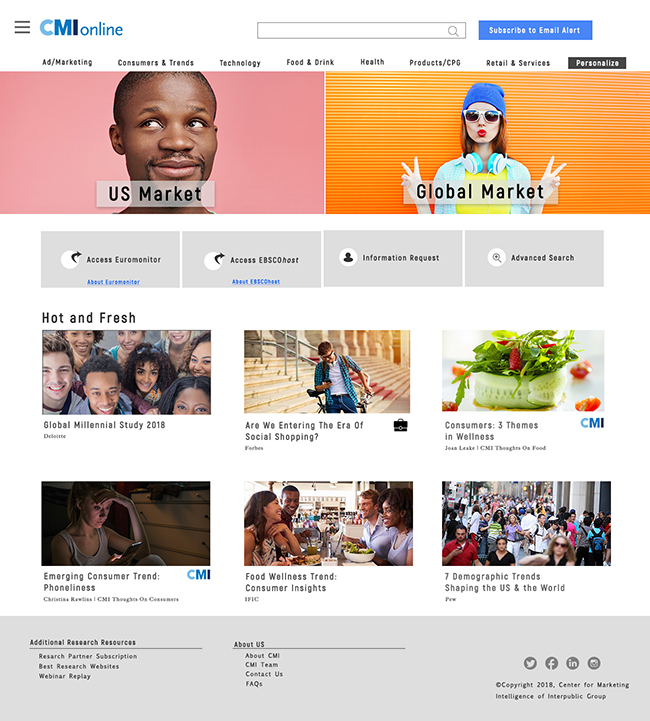 CMI online
Subscribe to Email Alert
Ad/Marketing Consumers & Trends Technology Food & Drink Health Products/CPG Retail & Services Personalize
US Market
Global Market
Access Euromonitor
About Euromonitor
Access EBSCOhost
About EBSCOhost
Information Request
Advanced Search
Hot and Fresh
Global Millennial Study 2018
Deloitte
Are We Entering The Era Of
Social Shopping?
Forbes
Consumers: 3 Themes
in Wellness
CMI
Joan Leake | CMI Thoughts On Food
Emerging Consumer Trend:
Phoneliness
CMI
Christina Rawlins | CMI Thoughts On Consumers
Food Wellness Trend:
Consumer Insights
IFIC
7 Demographic Trends
Shaping the US & the World
Pew
Additional Research Resources
Resarch Partner Subscription
Best Research Websites
Webinar Replay
About US
About CMI
CMI Team
Contact Us
FAQs
©Copyright 2018, Center for Marketing
Intelligence of Interpublic Group